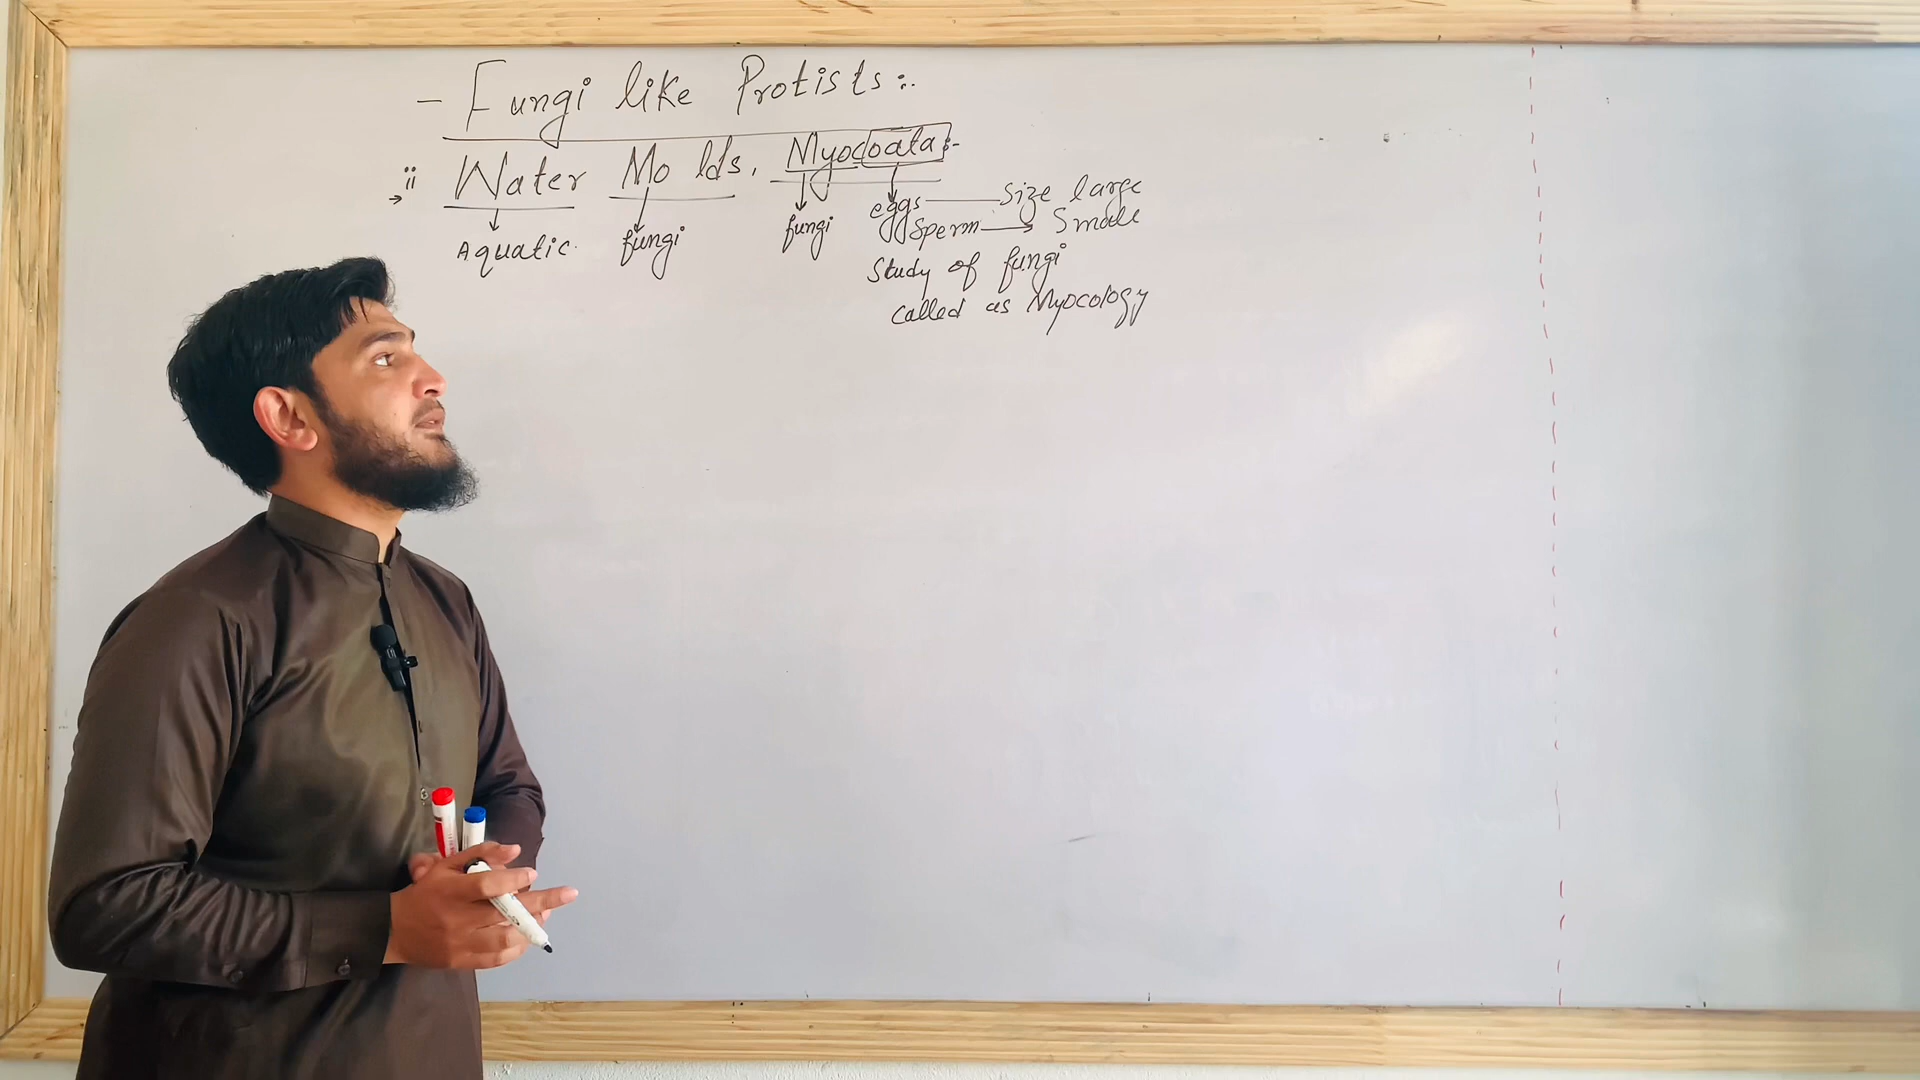 - Fungi like Protists :.
ii Water Molds, Myocoata :-
Aquatic fungi fungi eggs Size large
Sperm → Small
Study of fungi
called as Myocology